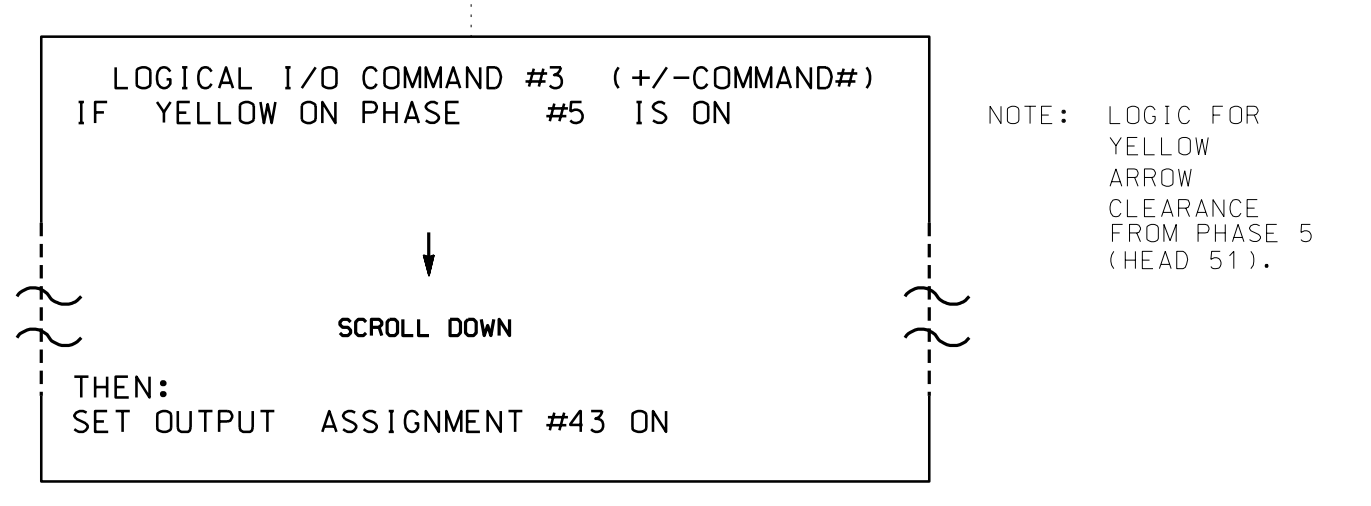 LOGICAL I/O COMMAND #3 (+/-COMMAND#)
IF YELLOW ON PHASE #5 IS ON
SCROLL DOWN
THEN:
SET OUTPUT ASSIGNMENT #43 ON
NOTE: LOGIC FOR
YELLOW
ARROW
CLEARANCE
FROM PHASE 5
(HEAD 51).